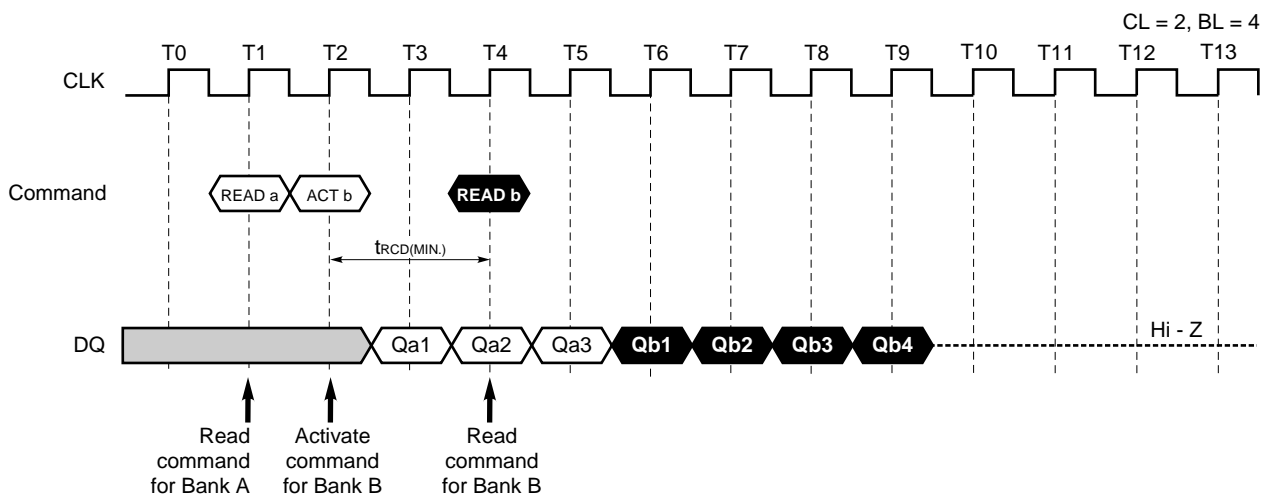 CL = 2, BL = 4
T0 T1 T2 T3 T4 T5 T6 T7 T8 T9 T10 T11 T12 T13
CLK
Command READ a ACT b READ b
tRCD(MIN.)
DQ Qa1 Qa2 Qa3 Qb1 Qb2 Qb3 Qb4 Hi - Z
Read command for Bank A
Activate command for Bank B
Read command for Bank B